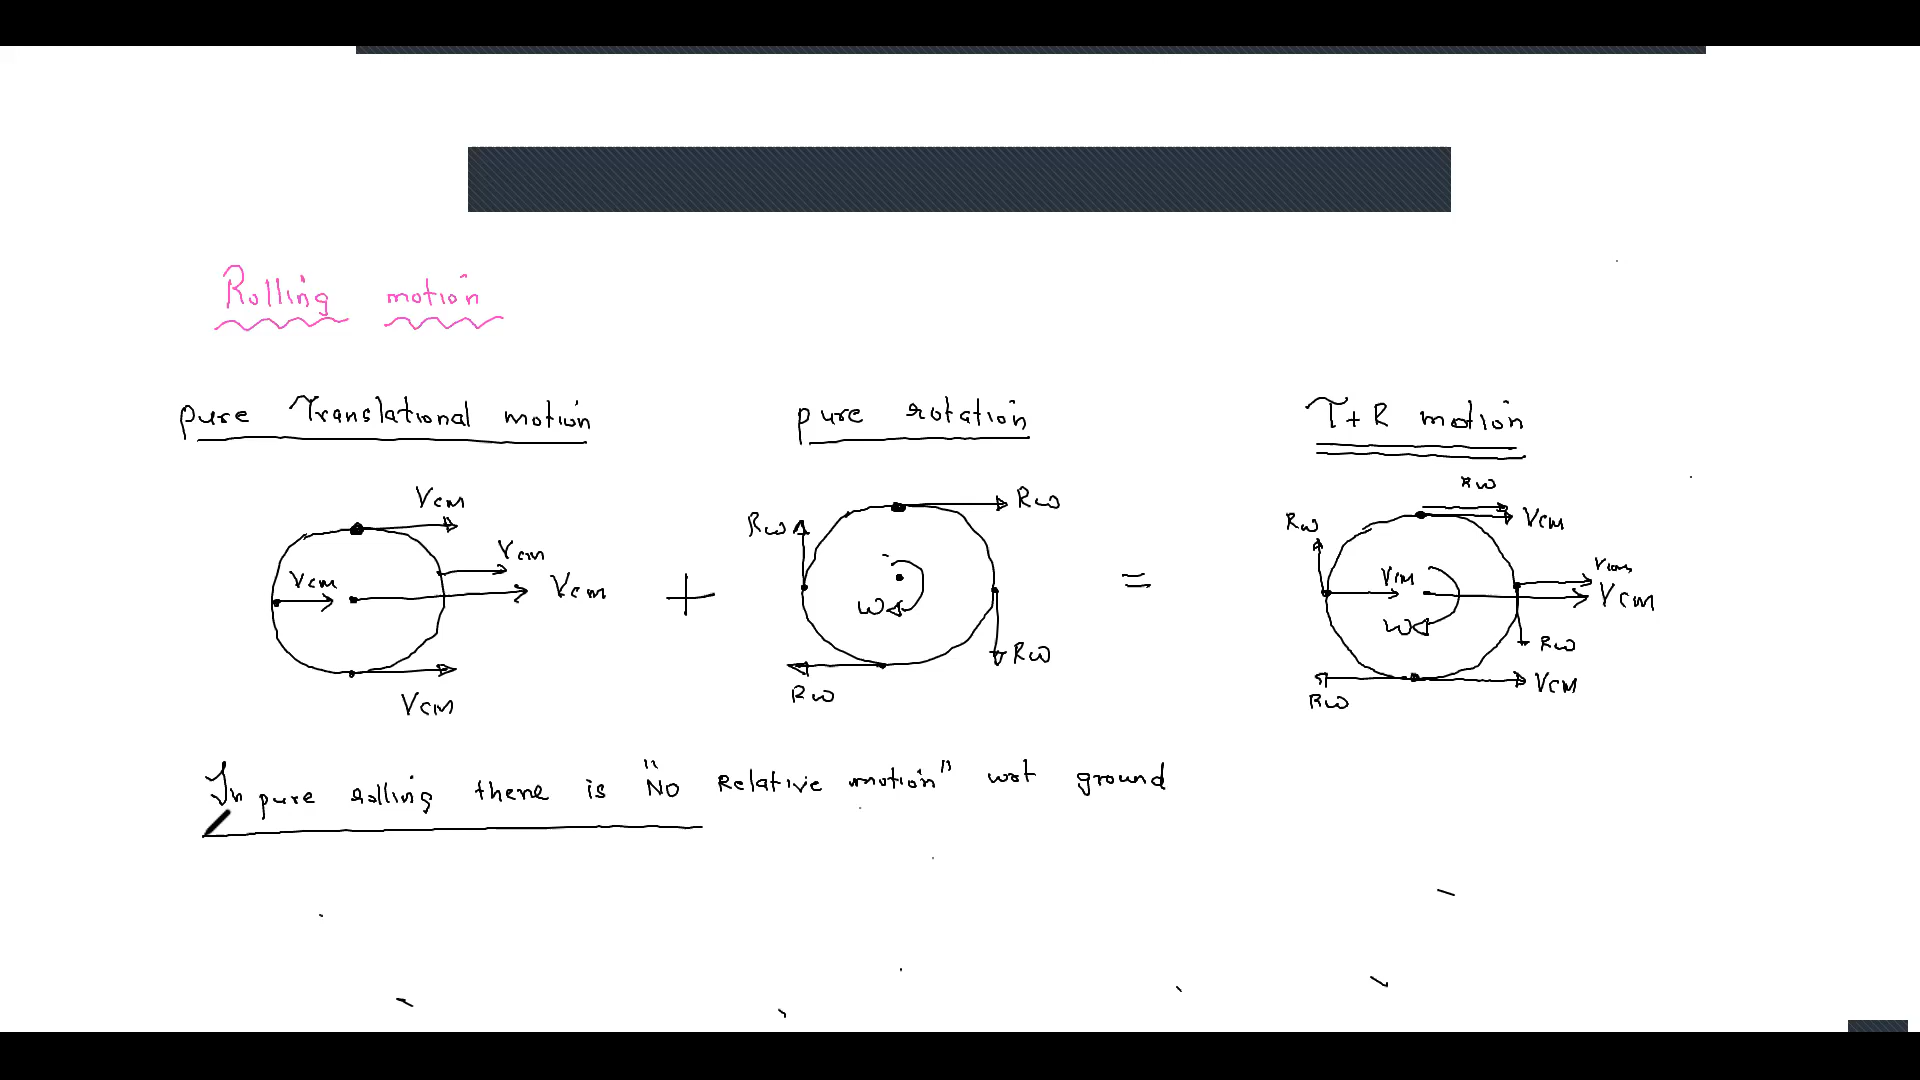 Rolling motion
pure Translational motion
pure rotation
T+R motion
VCM
VCM
VCM
VCM
VCM
+
Rω
Rω
ω
Rω
Rω
=
Rω
VCM
Rω
VCM
VCM
VCM
ω
Rω
VCM
Rω
In pure rolling there is "NO Relative motion" wrt ground